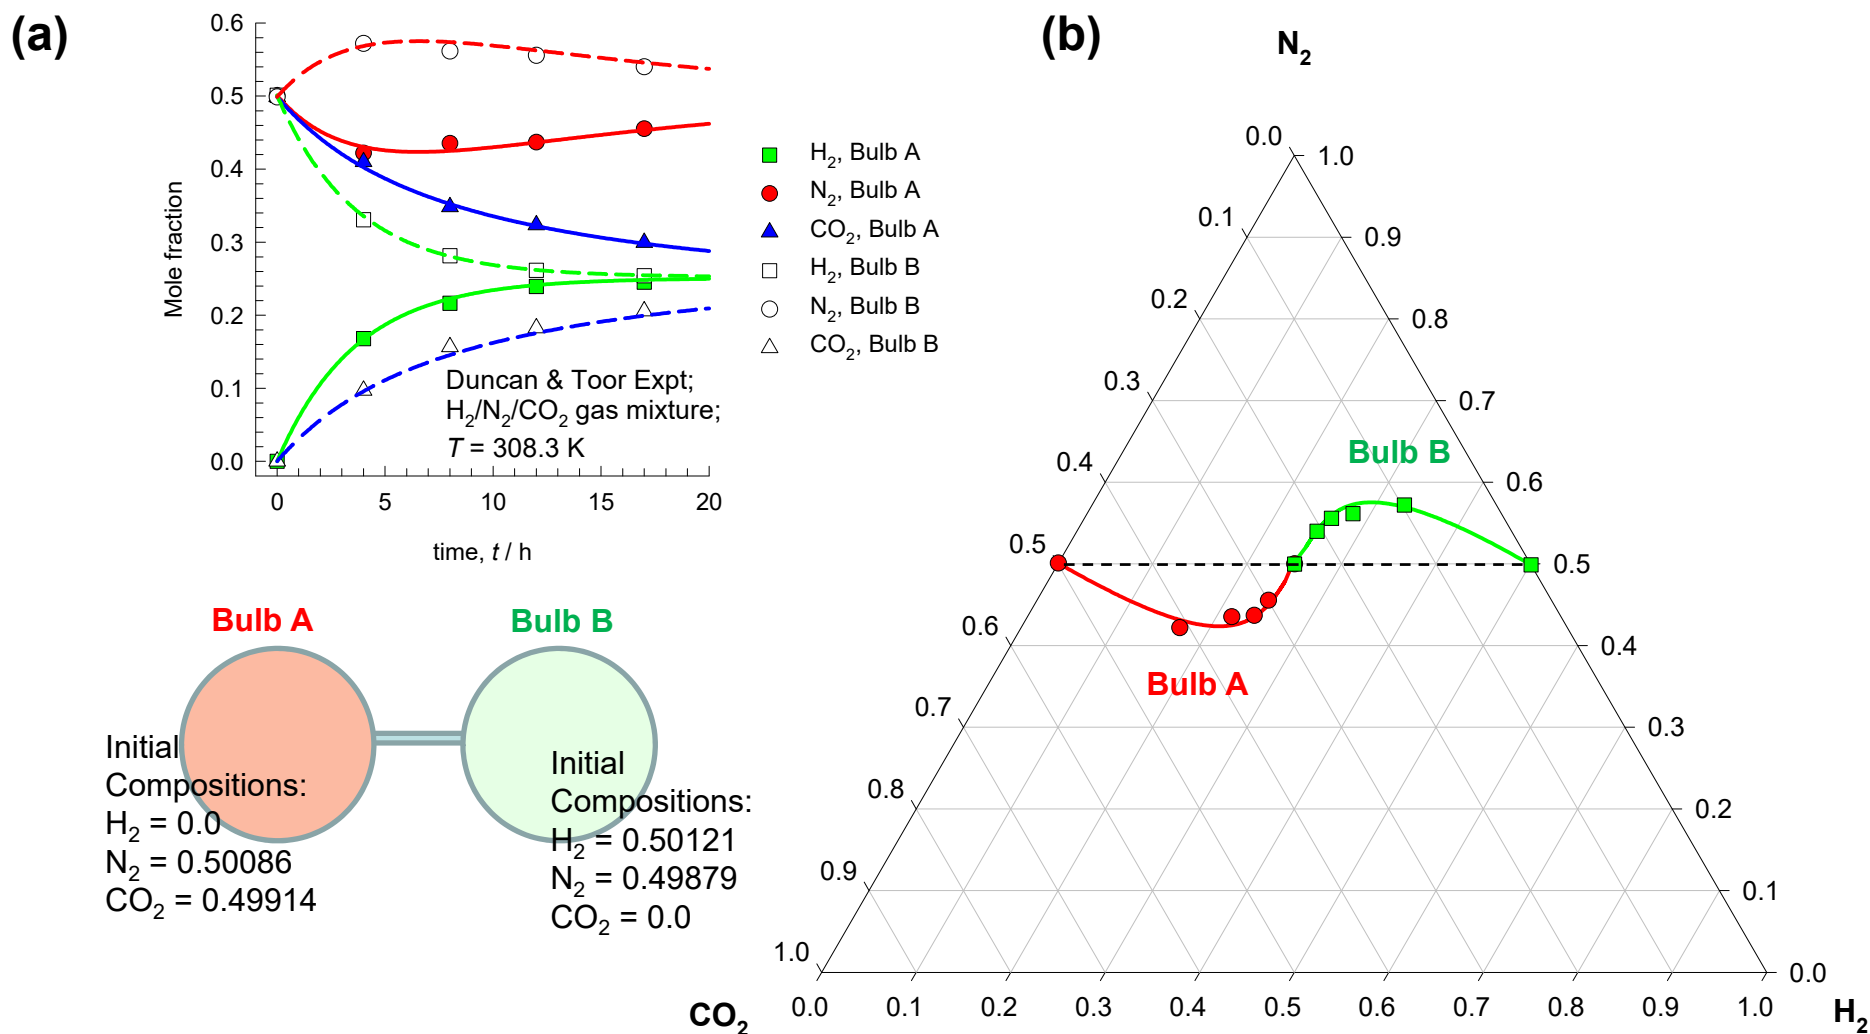 (a)
0.6
0.5
0.4
0.3
0.2
0.1
0.0
Mole fraction
0 5 10 15 20
time, t / h
Duncan & Toor Expt;
H2/N2/CO2 gas mixture;
T = 308.3 K
H2, Bulb A
N2, Bulb A
CO2, Bulb A
H2, Bulb B
N2, Bulb B
CO2, Bulb B
Bulb A
Bulb B
Initial
Compositions:
H2 = 0.0
N2 = 0.50086
CO2 = 0.49914
Initial
Compositions:
H2 = 0.50121
N2 = 0.49879
CO2 = 0.0
(b)
N2
0.0 1.0
0.1 0.9
0.2 0.8
0.3 0.7
Bulb B
0.4 0.6
0.5 0.5
0.6 0.4
Bulb A
0.7 0.3
0.8 0.2
0.9 0.1
1.0 0.0
0.0 0.1 0.2 0.3 0.4 0.5 0.6 0.7 0.8 0.9 1.0
CO2 H2